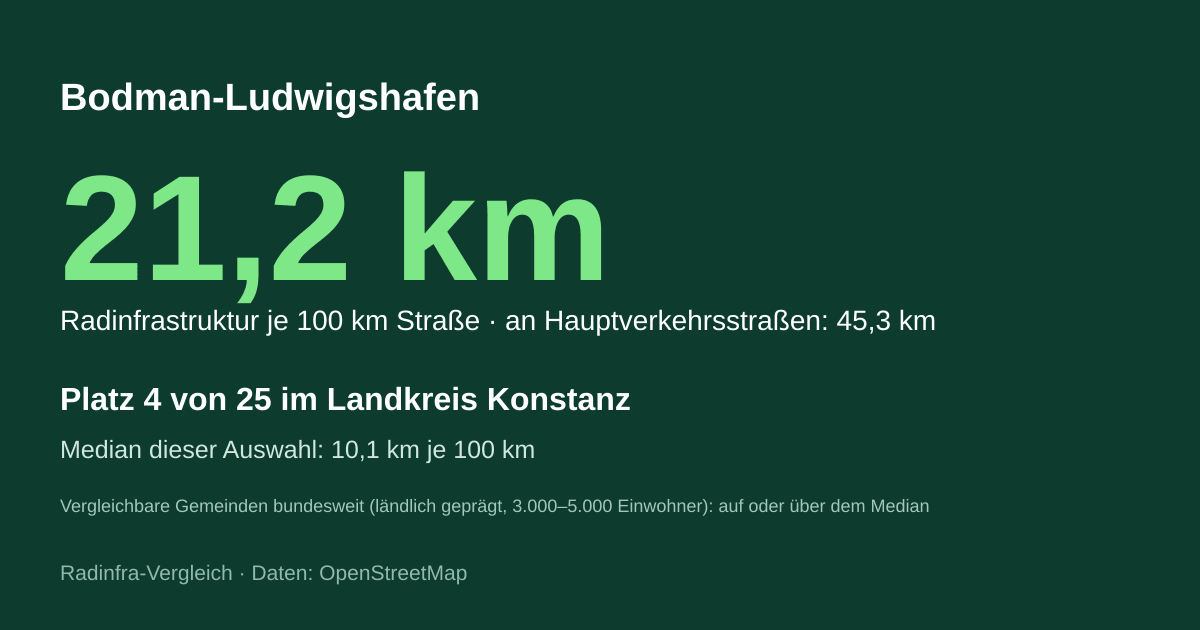 Bodman-Ludwigshafen
21,2 km
Radinfrastruktur je 100 km Straße · an Hauptverkehrsstraßen: 45,3 km
Platz 4 von 25 im Landkreis Konstanz
Median dieser Auswahl: 10,1 km je 100 km
Vergleichbare Gemeinden bundesweit (ländlich geprägt, 3.000–5.000 Einwohner): auf oder über dem Median
Radinfra-Vergleich · Daten: OpenStreetMap